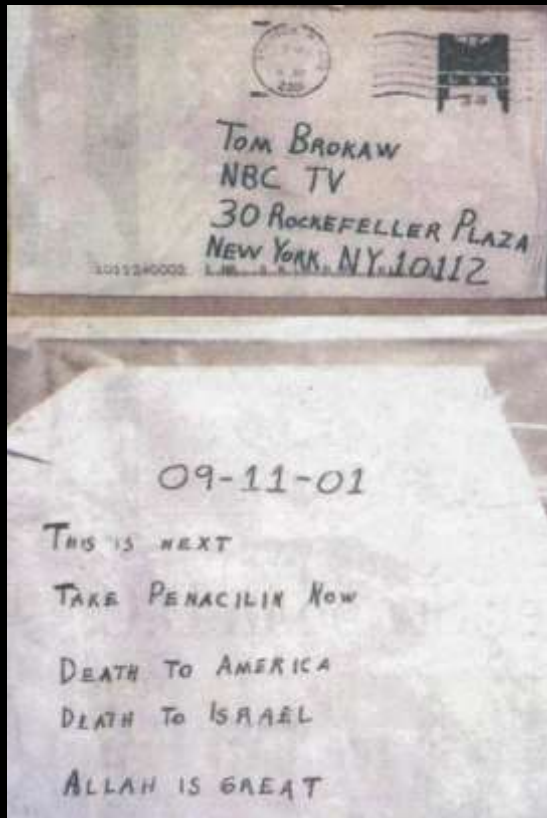 Tom Brokaw
NBC TV
30 Rockefeller Plaza
New York NY 10112
09-11-01
This is next
Take Penacilin Now
Death to America
Death to Israel
Allah is great